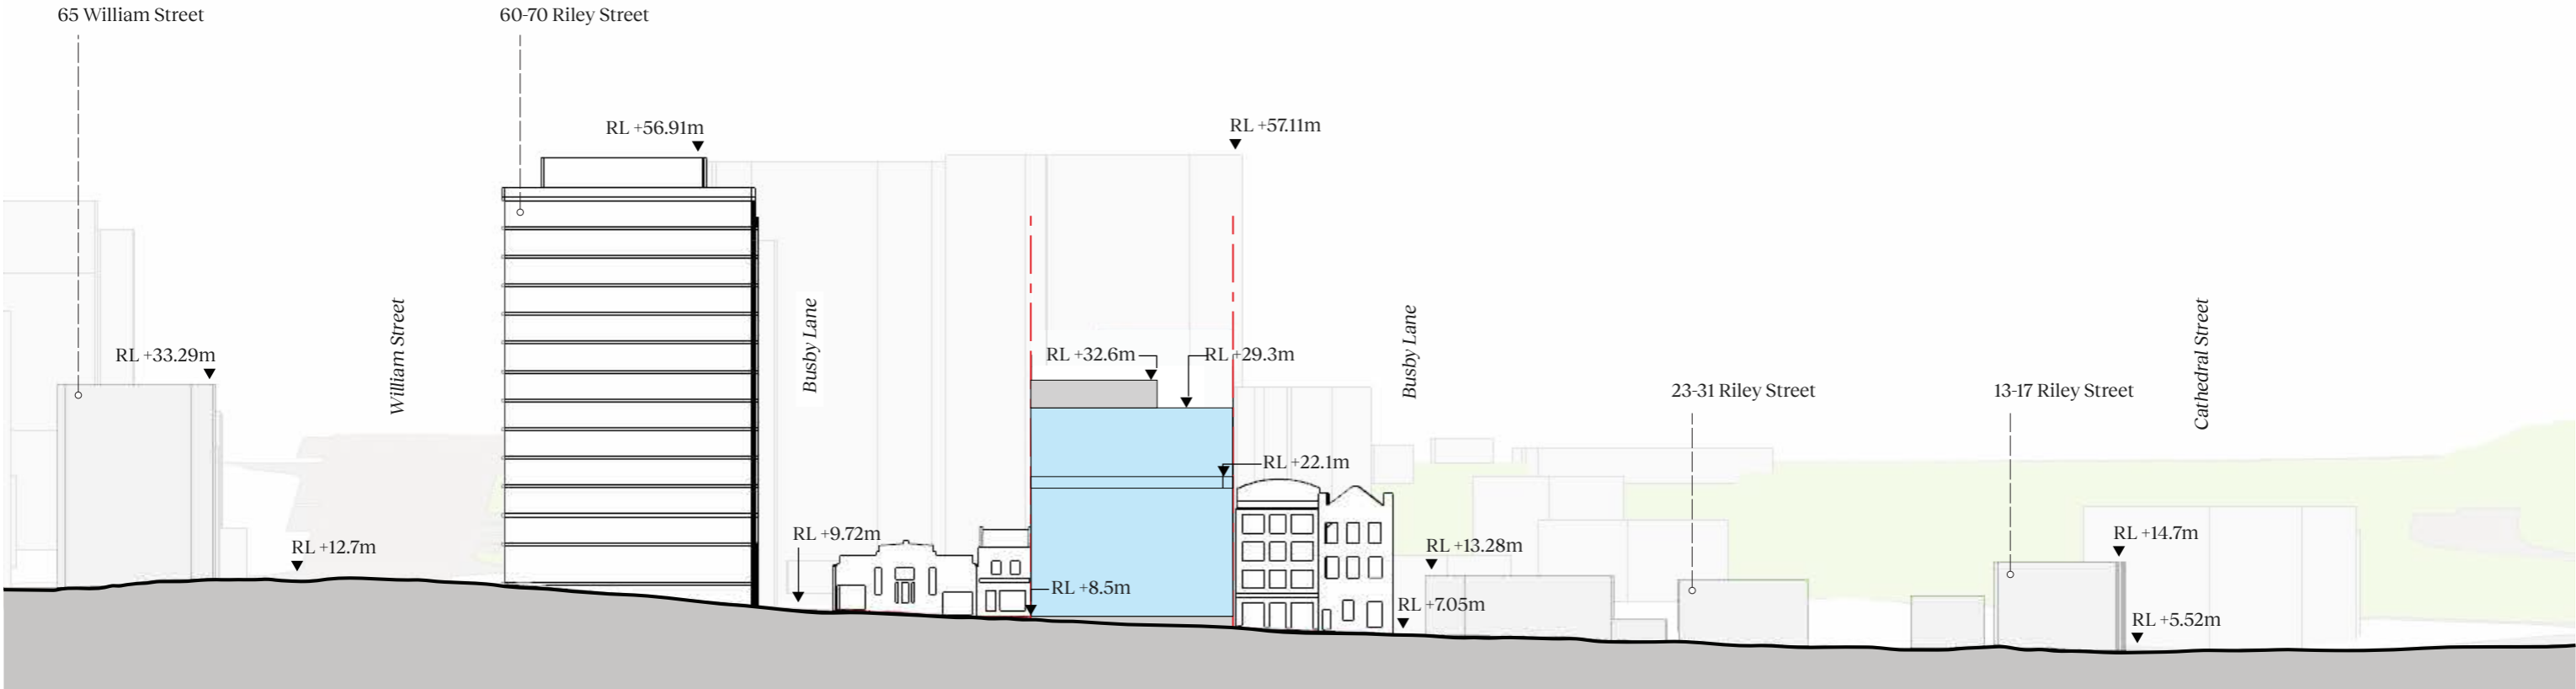 65 William Street
60-70 Riley Street
RL +56.91m
RL +57.11m
RL +33.29m
William Street
Busby Lane
RL +32.6m
RL +29.3m
Busby Lane
23-31 Riley Street
13-17 Riley Street
Cathedral Street
RL +22.1m
RL +12.7m
RL +9.72m
RL +8.5m
RL +13.28m
RL +7.05m
RL +14.7m
RL +5.52m